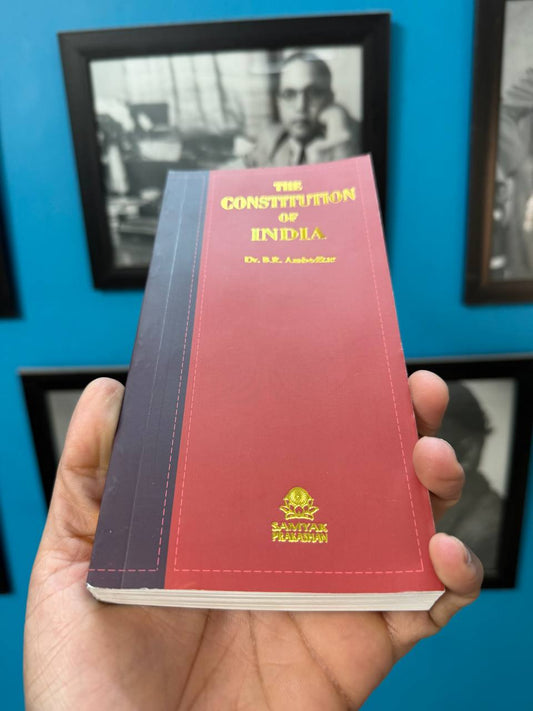 THE
CONSTITUTION
OF
INDIA
Dr. B.R. Ambedkar
SAMYAK
PRAKASHAN